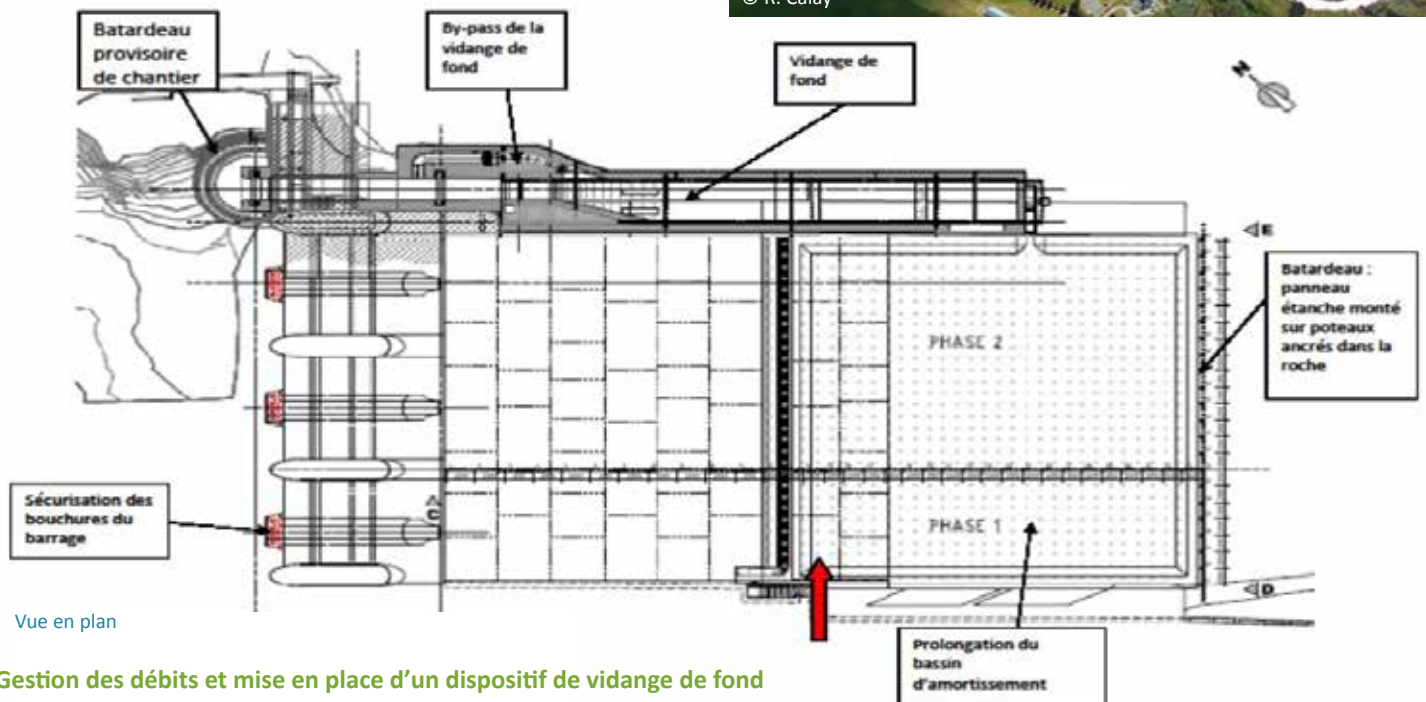 © R. Calay
Batardeau
provisoire
de chantier
By-pass de la
vidange de
fond
Vidange de
fond
N
E
Batardeau :
panneau
étanche monté
sur poteaux
ancrés dans la
roche
PHASE 2
Sécurisation des
bouchures du
barrage
C
PHASE 1
D
Vue en plan
Prolongation du
bassin
d'amortissement
Gestion des débits et mise en place d'un dispositif de vidange de fond